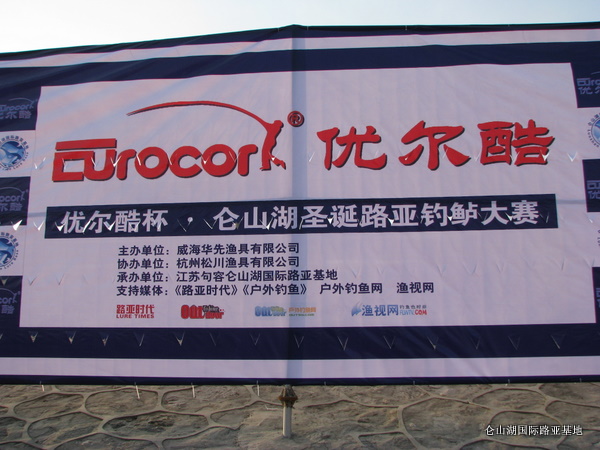 Eurocor ® 优尔酷
优尔酷杯·仑山湖圣诞路亚钓鲈大赛
主办单位：威海华先渔具有限公司
协办单位：杭州松川渔具有限公司
承办单位：江苏句容仑山湖国际路亚基地
支持媒体：《路亚时代》《户外钓鱼》 户外钓鱼网 渔视网
路亚时代 渔视网
LURE TIMES
仑山湖国际路亚基地